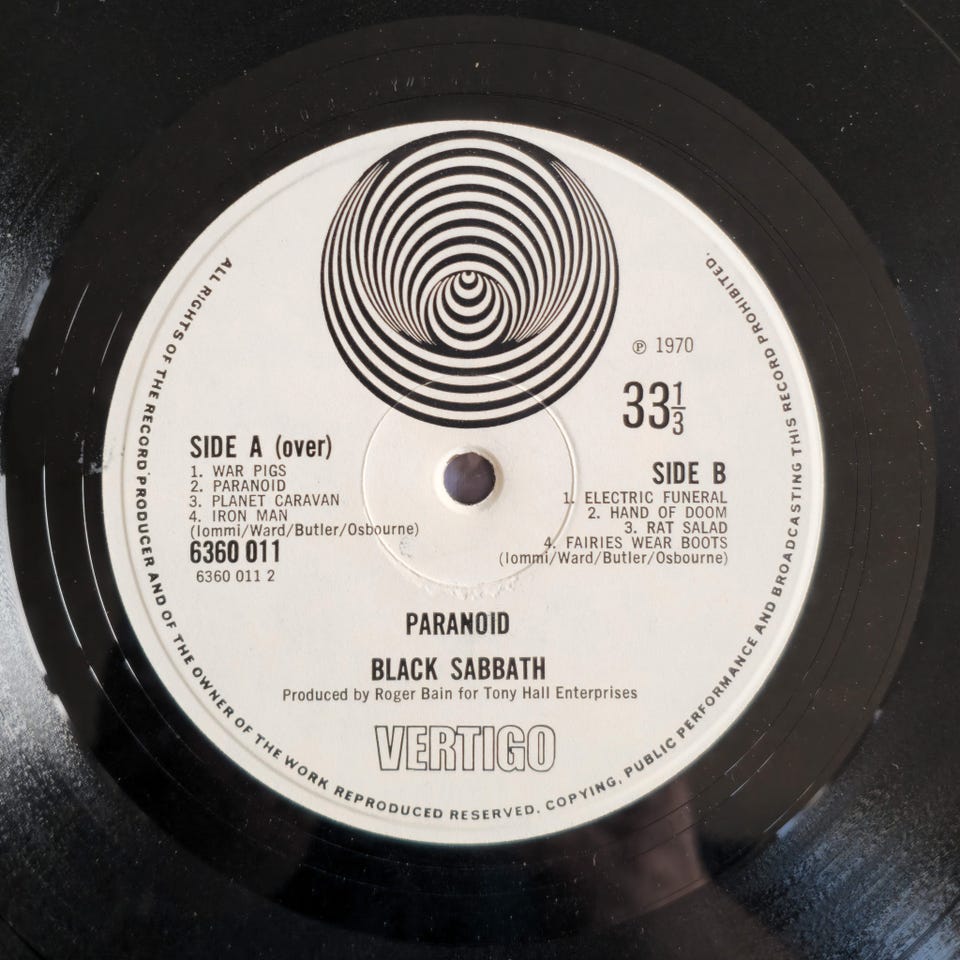 ℗ 1970
33 1/3
SIDE A (over)
1. WAR PIGS
2. PARANOID
3. PLANET CARAVAN
4. IRON MAN
(Iommi/Ward/Butler/Osbourne)
6360 011
6360 011 2
SIDE B
1. ELECTRIC FUNERAL
2. HAND OF DOOM
3. RAT SALAD
4. FAIRIES WEAR BOOTS
(Iommi/Ward/Butler/Osbourne)
PARANOID
BLACK SABBATH
Produced by Roger Bain for Tony Hall Enterprises
VERTIGO
ALL RIGHTS OF THE RECORD PRODUCER AND OF THE OWNER OF THE WORK REPRODUCED RESERVED. COPYING, PUBLIC PERFORMANCE AND BROADCASTING THIS RECORD PROHIBITED.